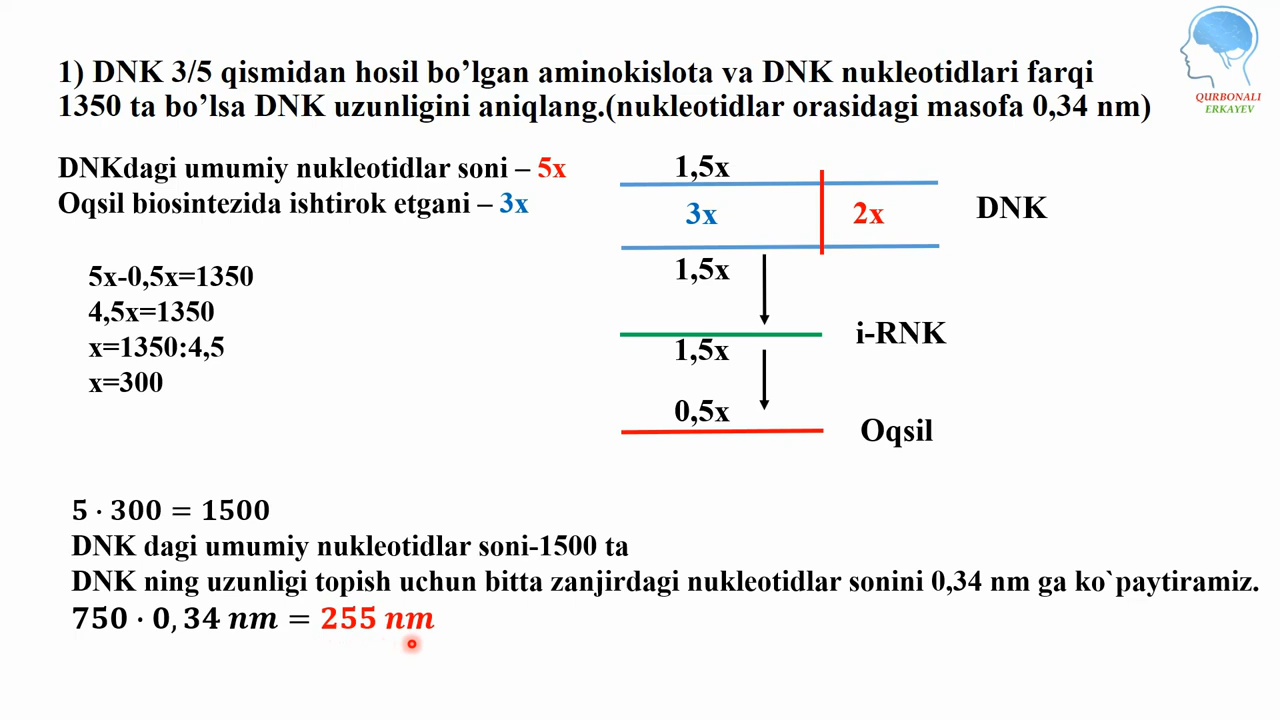 QURBONALI
ERKAYEV
1) DNK 3/5 qismidan hosil bo’lgan aminokislota va DNK nukleotidlari farqi
1350 ta bo’lsa DNK uzunligini aniqlang.(nukleotidlar orasidagi masofa 0,34 nm)
DNKdagi umumiy nukleotidlar soni – 5x
Oqsil biosintezida ishtirok etgani – 3x
5x-0,5x=1350
4,5x=1350
x=1350:4,5
x=300
1,5x
3x 2x DNK
1,5x
i-RNK
1,5x
0,5x
Oqsil
5 · 300 = 1500
DNK dagi umumiy nukleotidlar soni-1500 ta
DNK ning uzunligi topish uchun bitta zanjirdagi nukleotidlar sonini 0,34 nm ga ko`paytiramiz.
750 · 0, 34 nm = 255 nm